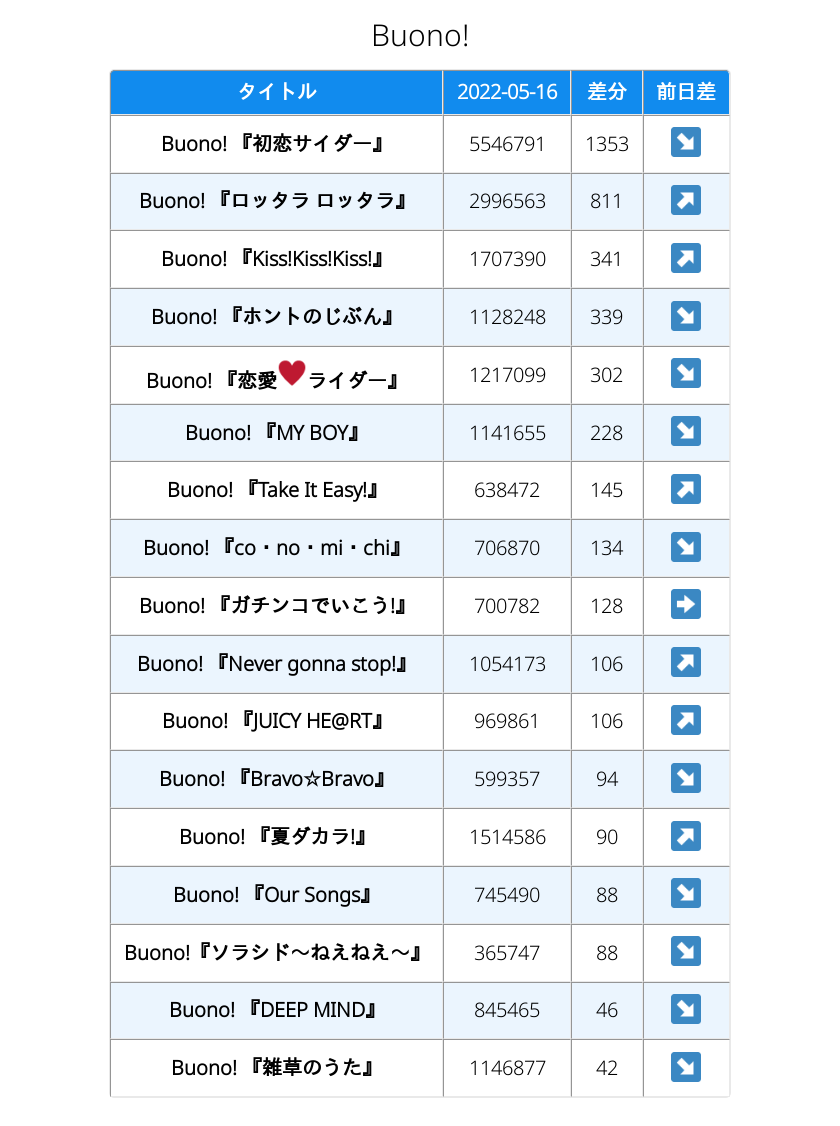 Buono!
タイトル 2022-05-16 差分 前日差
Buono! 『初恋サイダー』 5546791 1353 ↘
Buono! 『ロッタラ ロッタラ』 2996563 811 ↗
Buono! 『Kiss!Kiss!Kiss!』 1707390 341 ↗
Buono! 『ホントのじぶん』 1128248 339 ↘
Buono! 『恋愛♥ライダー』 1217099 302 ↘
Buono! 『MY BOY』 1141655 228 ↘
Buono! 『Take It Easy!』 638472 145 ↗
Buono! 『co・no・mi・chi』 706870 134 ↘
Buono! 『ガチンコでいこう!』 700782 128 ➡
Buono! 『Never gonna stop!』 1054173 106 ↗
Buono! 『JUICY HE@RT』 969861 106 ↗
Buono! 『Bravo☆Bravo』 599357 94 ↘
Buono! 『夏ダカラ!』 1514586 90 ↗
Buono! 『Our Songs』 745490 88 ↘
Buono!『ソラシド〜ねえねえ〜』 365747 88 ↘
Buono! 『DEEP MIND』 845465 46 ↘
Buono! 『雑草のうた』 1146877 42 ↘